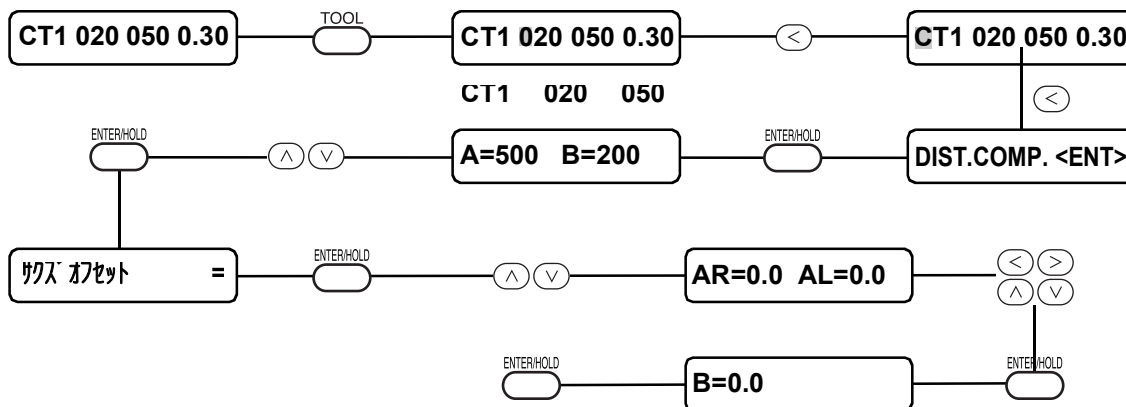 TOOL
CT1 020 050 0.30
CT1 020 050 0.30
<
CT1 020 050 0.30
CT1 020 050
<
ENTER/HOLD
∧ ∨
A=500 B=200
ENTER/HOLD
DIST.COMP. <ENT>
サクズ オフセット =
ENTER/HOLD
∧ ∨
AR=0.0 AL=0.0
< >
∧ ∨
ENTER/HOLD
B=0.0
ENTER/HOLD